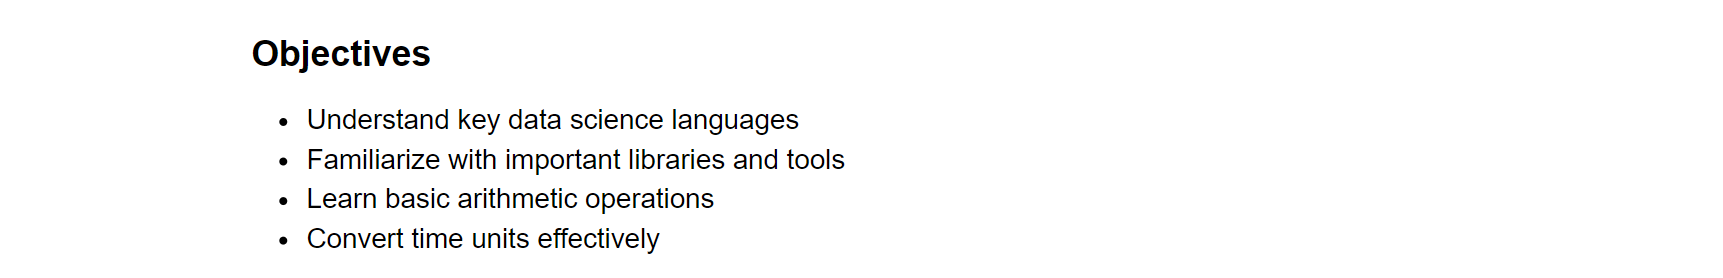 Objectives
Understand key data science languages
Familiarize with important libraries and tools
Learn basic arithmetic operations
Convert time units effectively